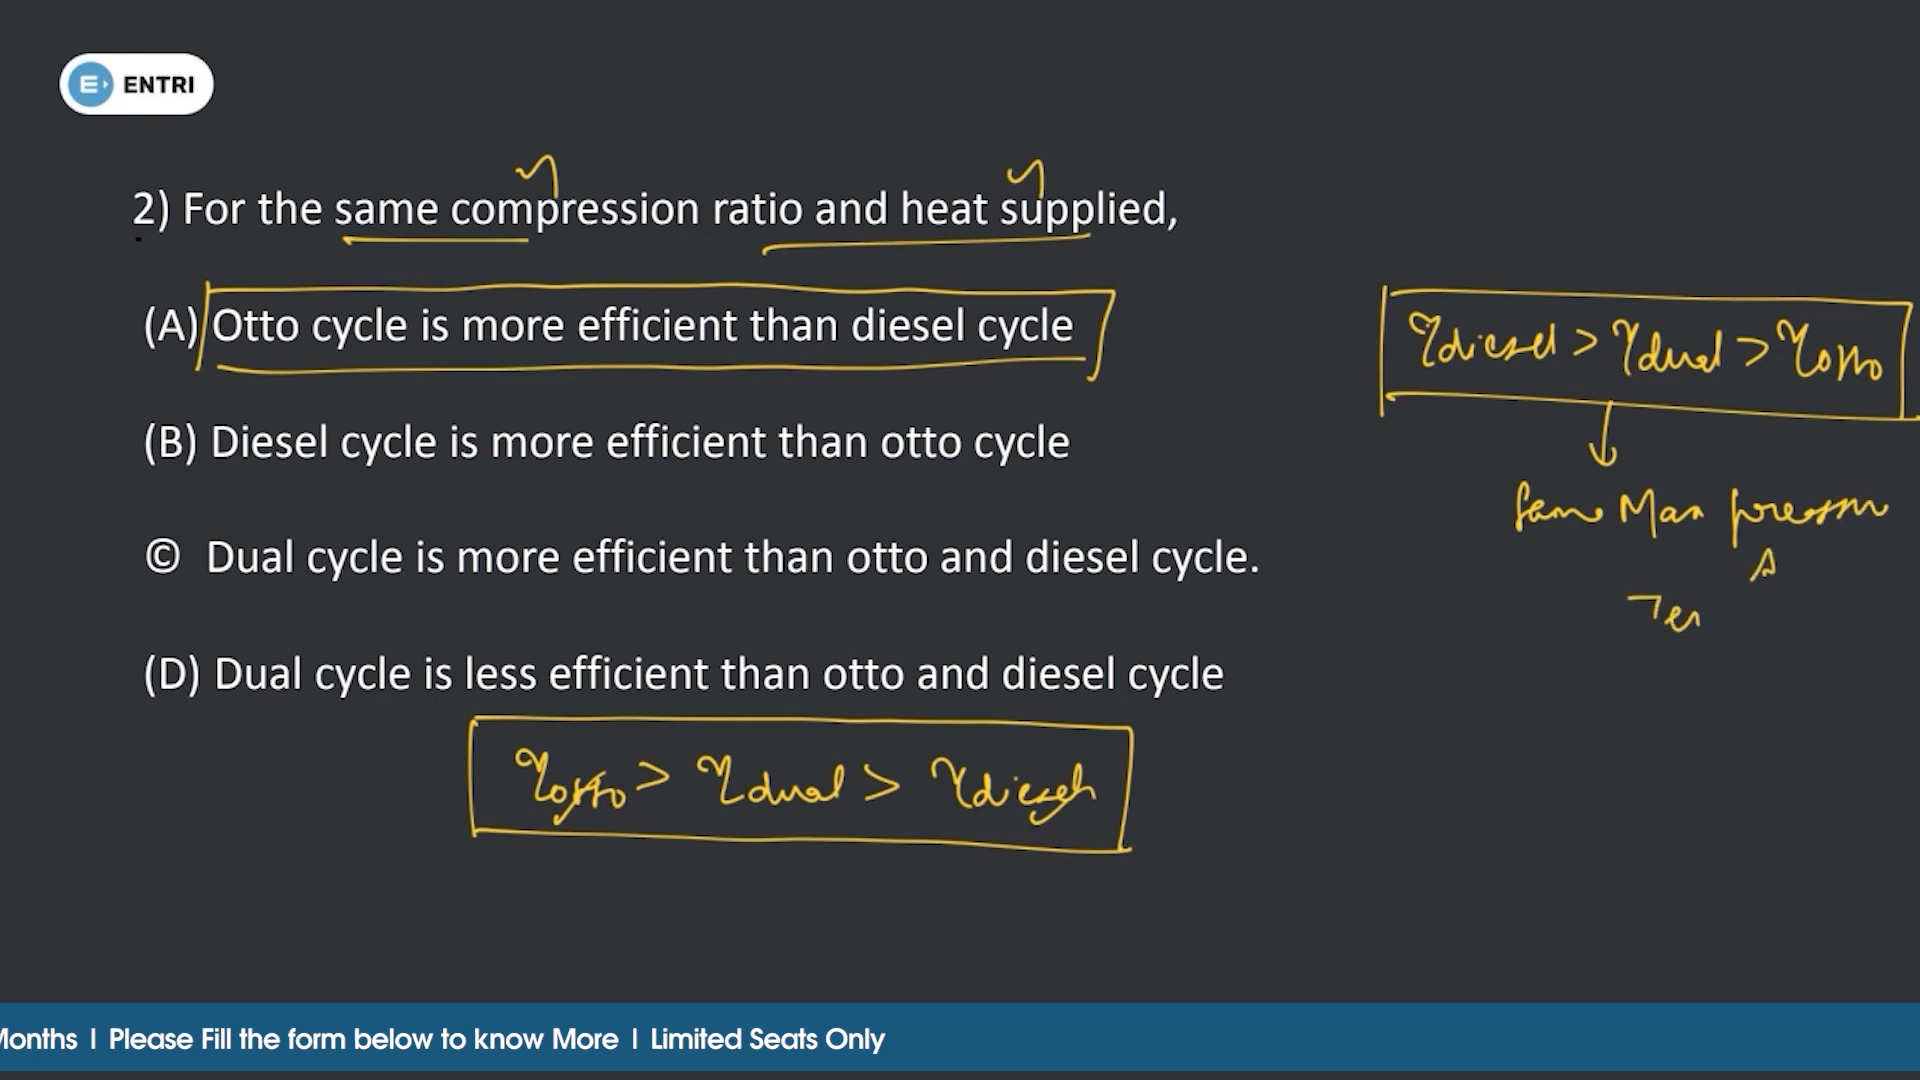 ENTRI
2) For the same compression ratio and heat supplied,
(A) Otto cycle is more efficient than diesel cycle
(B) Diesel cycle is more efficient than otto cycle
© Dual cycle is more efficient than otto and diesel cycle.
(D) Dual cycle is less efficient than otto and diesel cycle
ηotto > ηdual > ηdiesel
ηdiesel > ηdual > ηotto
Same Max pressure
Months | Please Fill the form below to know More | Limited Seats Only